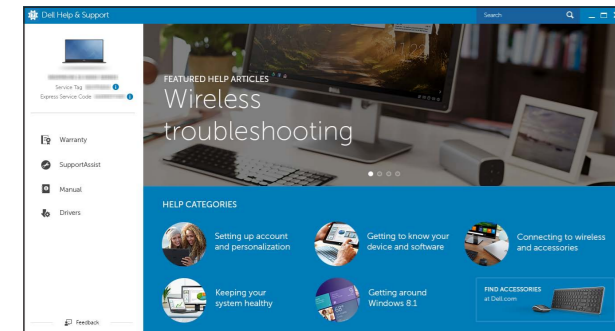 Dell Help & Support
Search
Service Tag
Express Service Code
Warranty
SupportAssist
Manual
Drivers
Feedback
FEATURED HELP ARTICLES
Wireless
troubleshooting
HELP CATEGORIES
Setting up account
and personalization
Getting to know your
device and software
Connecting to wireless
and accessories
Keeping your
system healthy
Getting around
Windows 8.1
FIND ACCESSORIES
at Dell.com